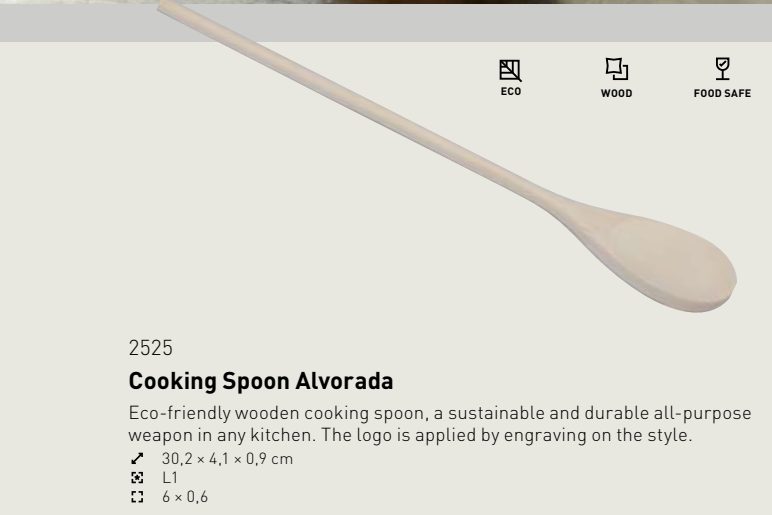 ECO
WOOD
FOOD SAFE
2525
Cooking Spoon Alvorada
Eco-friendly wooden cooking spoon, a sustainable and durable all-purpose
weapon in any kitchen. The logo is applied by engraving on the style.
30,2 × 4,1 × 0,9 cm
L1
6 × 0,6